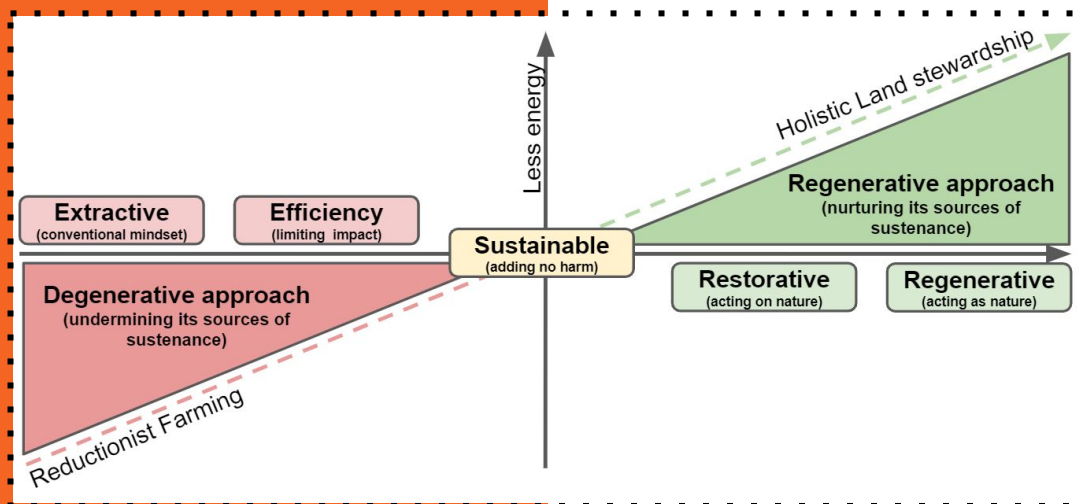 Holistic Land stewardship
Less energy
Regenerative approach
(nurturing its sources of
sustenance)
Extractive
(conventional mindset)
Efficiency
(limiting impact)
Sustainable
(adding no harm)
Restorative
(acting on nature)
Regenerative
(acting as nature)
Degenerative approach
(undermining its sources of
sustenance)
Reductionist Farming